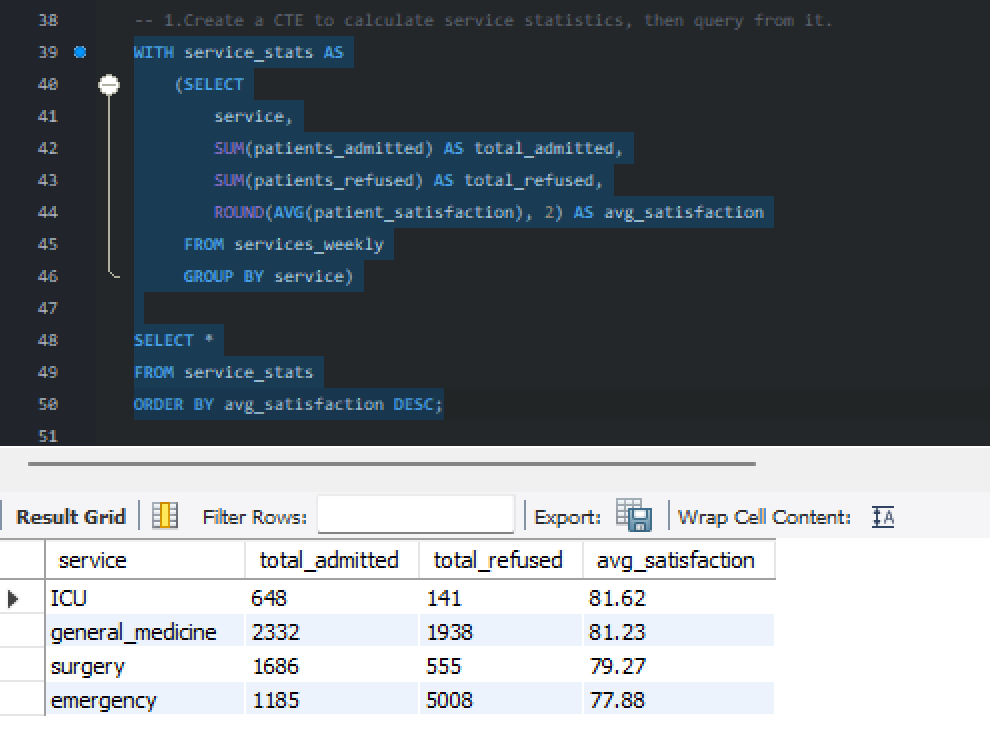 38 -- 1.Create a CTE to calculate service statistics, then query from it.
39 WITH service_stats AS
40 (SELECT
41 service,
42 SUM(patients_admitted) AS total_admitted,
43 SUM(patients_refused) AS total_refused,
44 ROUND(AVG(patient_satisfaction), 2) AS avg_satisfaction
45 FROM services_weekly
46 GROUP BY service)
47
48 SELECT *
49 FROM service_stats
50 ORDER BY avg_satisfaction DESC;
51
Result Grid Filter Rows: Export: Wrap Cell Content:
service total_admitted total_refused avg_satisfaction
ICU 648 141 81.62
general_medicine 2332 1938 81.23
surgery 1686 555 79.27
emergency 1185 5008 77.88